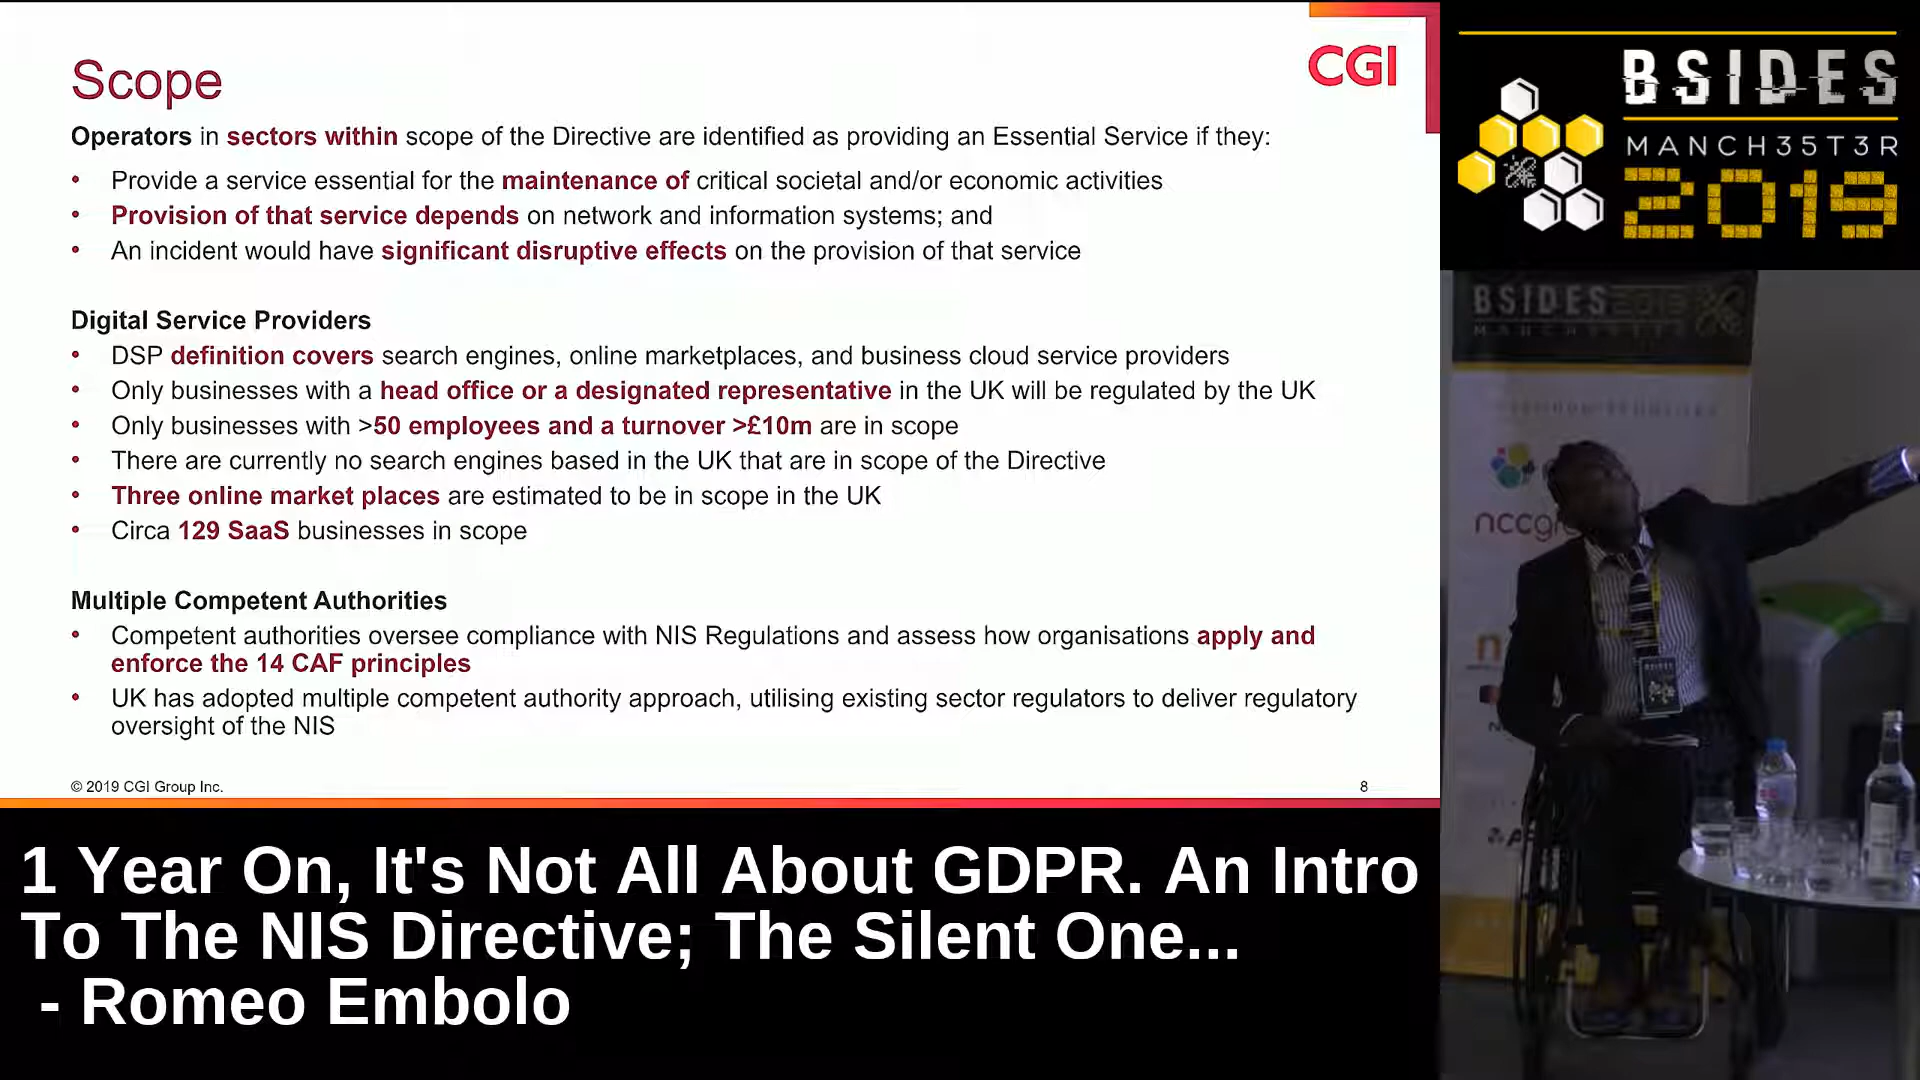 Scope
CGI
Operators in sectors within scope of the Directive are identified as providing an Essential Service if they:
• Provide a service essential for the maintenance of critical societal and/or economic activities
• Provision of that service depends on network and information systems; and
• An incident would have significant disruptive effects on the provision of that service
Digital Service Providers
• DSP definition covers search engines, online marketplaces, and business cloud service providers
• Only businesses with a head office or a designated representative in the UK will be regulated by the UK
• Only businesses with >50 employees and a turnover >£10m are in scope
• There are currently no search engines based in the UK that are in scope of the Directive
• Three online market places are estimated to be in scope in the UK
• Circa 129 SaaS businesses in scope
Multiple Competent Authorities
• Competent authorities oversee compliance with NIS Regulations and assess how organisations apply and
enforce the 14 CAF principles
• UK has adopted multiple competent authority approach, utilising existing sector regulators to deliver regulatory
oversight of the NIS
© 2019 CGI Group Inc.
8
BSIDES
MANCH35T3R
2019
BSIDES 2019
nccgr
BSIDES
1 Year On, It's Not All About GDPR. An Intro
To The NIS Directive; The Silent One...
- Romeo Embolo